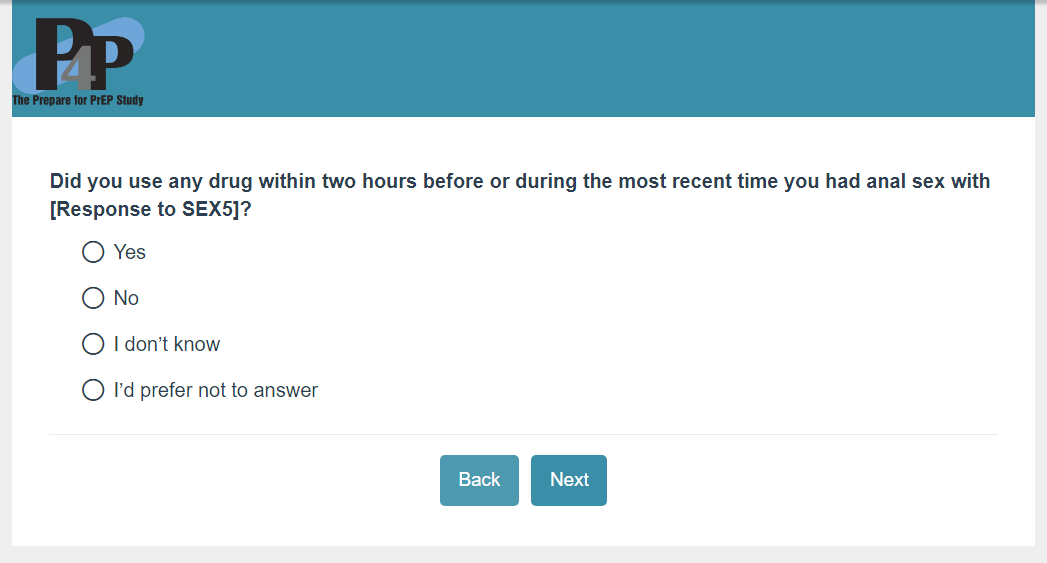 P4P
The Prepare for PrEP Study
Did you use any drug within two hours before or during the most recent time you had anal sex with
[Response to SEX5]?
Yes
No
I don’t know
I’d prefer not to answer
Back
Next